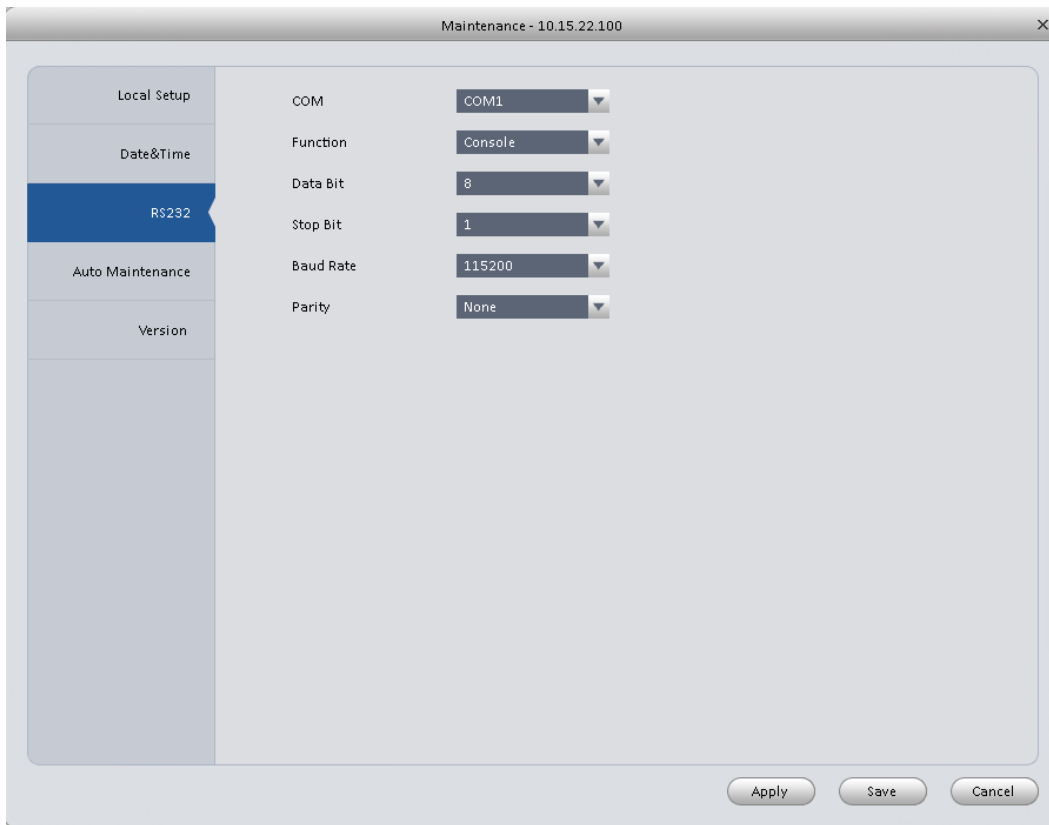 Maintenance - 10.15.22.100
Local Setup
Date&Time
RS232
Auto Maintenance
Version
COM COM1
Function Console
Data Bit 8
Stop Bit 1
Baud Rate 115200
Parity None
Apply Save Cancel